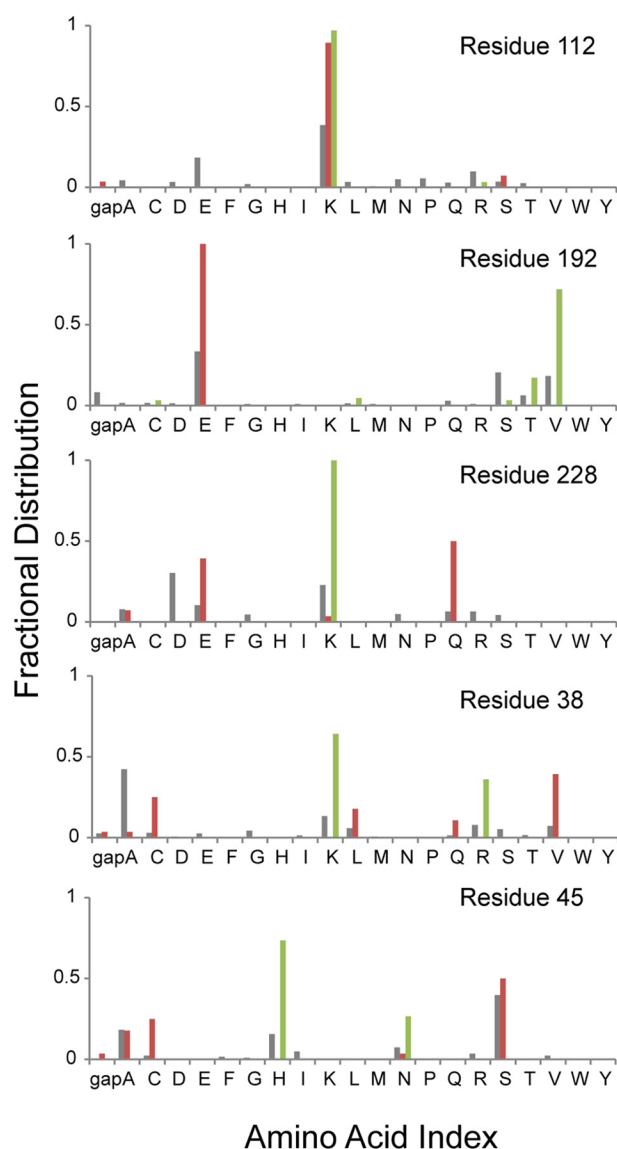 Residue 112
1
0.5
0
gapA C D E F G H I K L M N P Q R S T V W Y
Residue 192
1
0.5
0
gapA C D E F G H I K L M N P Q R S T V W Y
Residue 228
1
0.5
0
gapA C D E F G H I K L M N P Q R S T V W Y
Residue 38
1
0.5
0
gapA C D E F G H I K L M N P Q R S T V W Y
Residue 45
1
0.5
0
gapA C D E F G H I K L M N P Q R S T V W Y
Fractional Distribution
Amino Acid Index